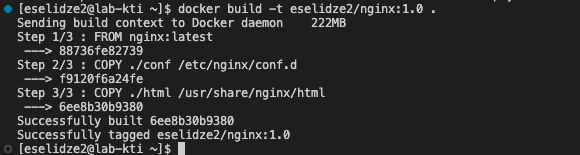 [eselidze2@lab-kti ~]$ docker build -t eselidze2/nginx:1.0 .
Sending build context to Docker daemon    222MB
Step 1/3 : FROM nginx:latest
 ---> 88736fe82739
Step 2/3 : COPY ./conf /etc/nginx/conf.d
 ---> f9120f6a24fe
Step 3/3 : COPY ./html /usr/share/nginx/html
 ---> 6ee8b30b9380
Successfully built 6ee8b30b9380
Successfully tagged eselidze2/nginx:1.0
[eselidze2@lab-kti ~]$